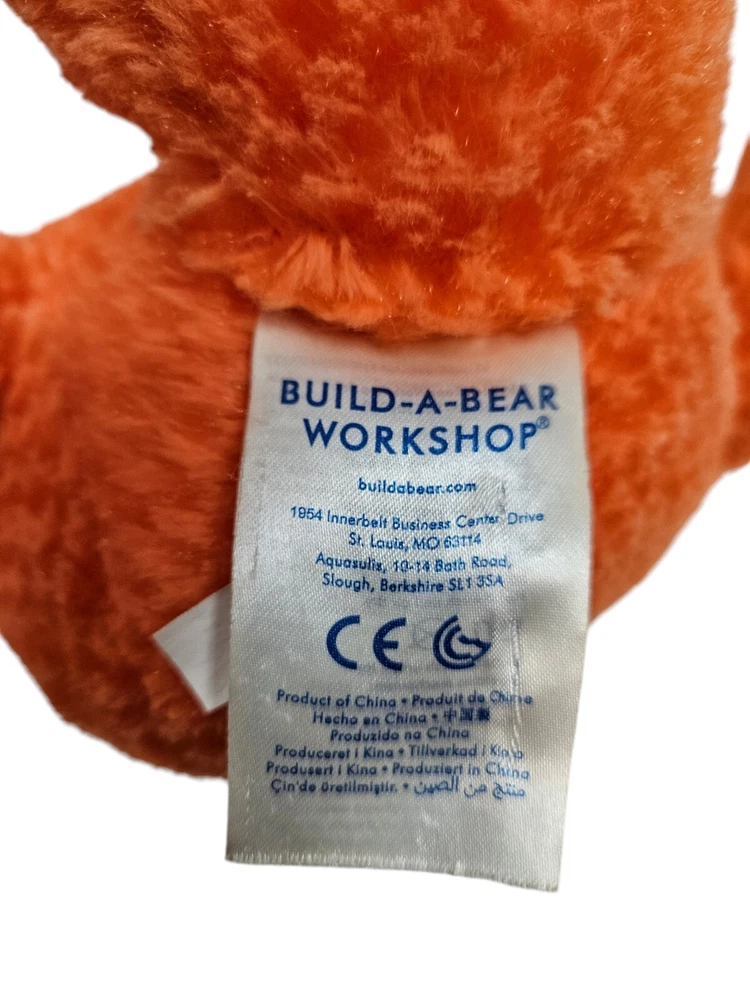 BUILD-A-BEAR
WORKSHOP®
buildabear.com
1954 Innerbelt Business Center Drive
St. Louis, MO 63114
Aquasulis, 10-14 Bath Road,
Slough, Berkshire SL1 3SA
CE
Product of China • Produit de Chine
Hecho en China • 中国製
Produzido na China
Produceret i Kina • Tillverkad i Kina
Produsert i Kina • Produziert in China
Çin'de üretilmiştir. • منتج من الصين